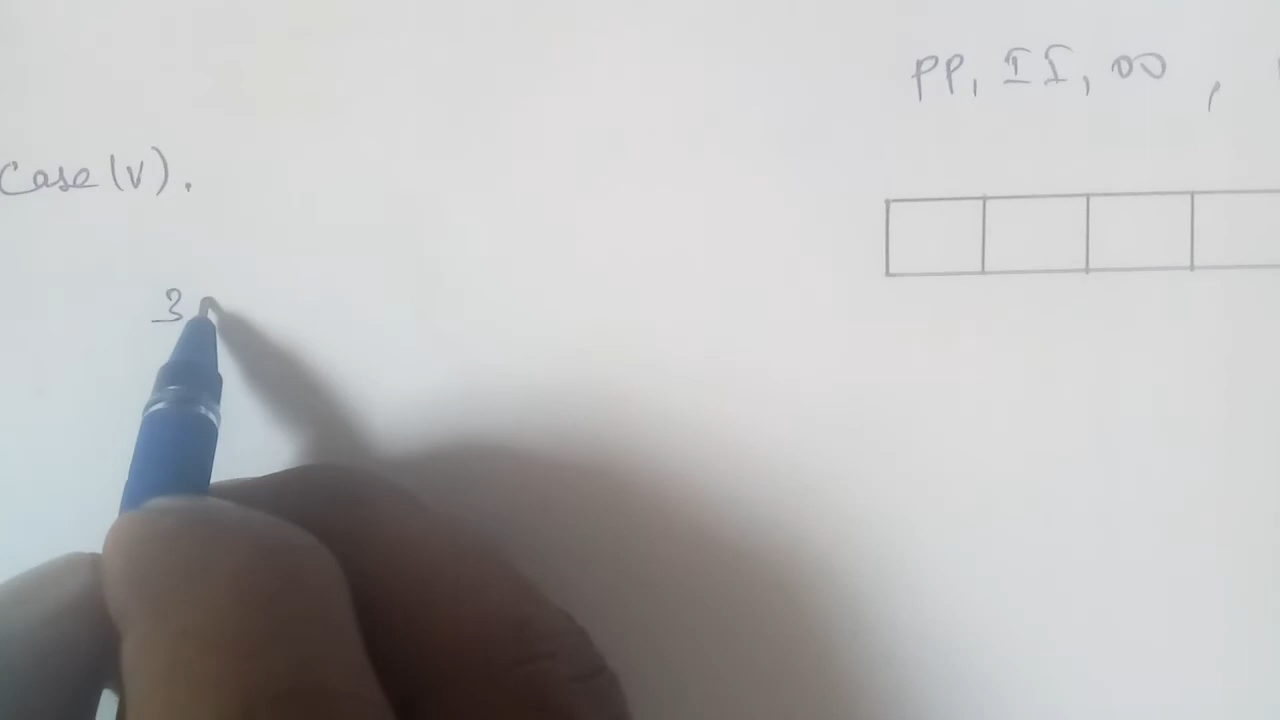 PP, II, OO ,
Case (V).
3